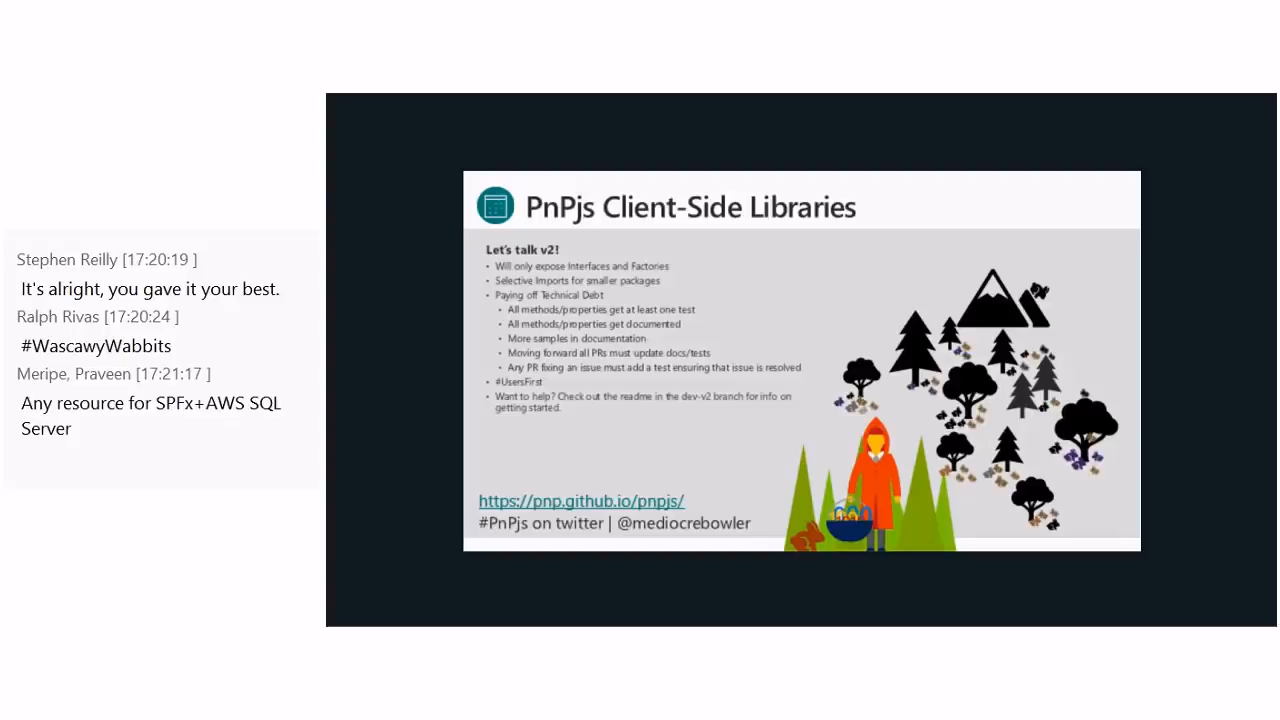 Stephen Reilly [17:20:19 ]
It's alright, you gave it your best.
Ralph Rivas [17:20:24 ]
#WascawyWabbits
Meripe, Praveen [17:21:17 ]
Any resource for SPFx+AWS SQL
Server
PnPjs Client-Side Libraries
Let's talk v2!
• Will only expose Interfaces and Factories
• Selective Imports for smaller packages
• Paying off Technical Debt
• All methods/properties get at least one test
• All methods/properties get documented
• More samples in documentation
• Moving forward all PRs must update docs/tests
• Any PR fixing an issue must add a test ensuring that issue is resolved
• #UsersFirst
• Want to help? Check out the readme in the dev-v2 branch for info on
getting started.
https://pnp.github.io/pnpjs/
#PnPjs on twitter | @mediocrebowler